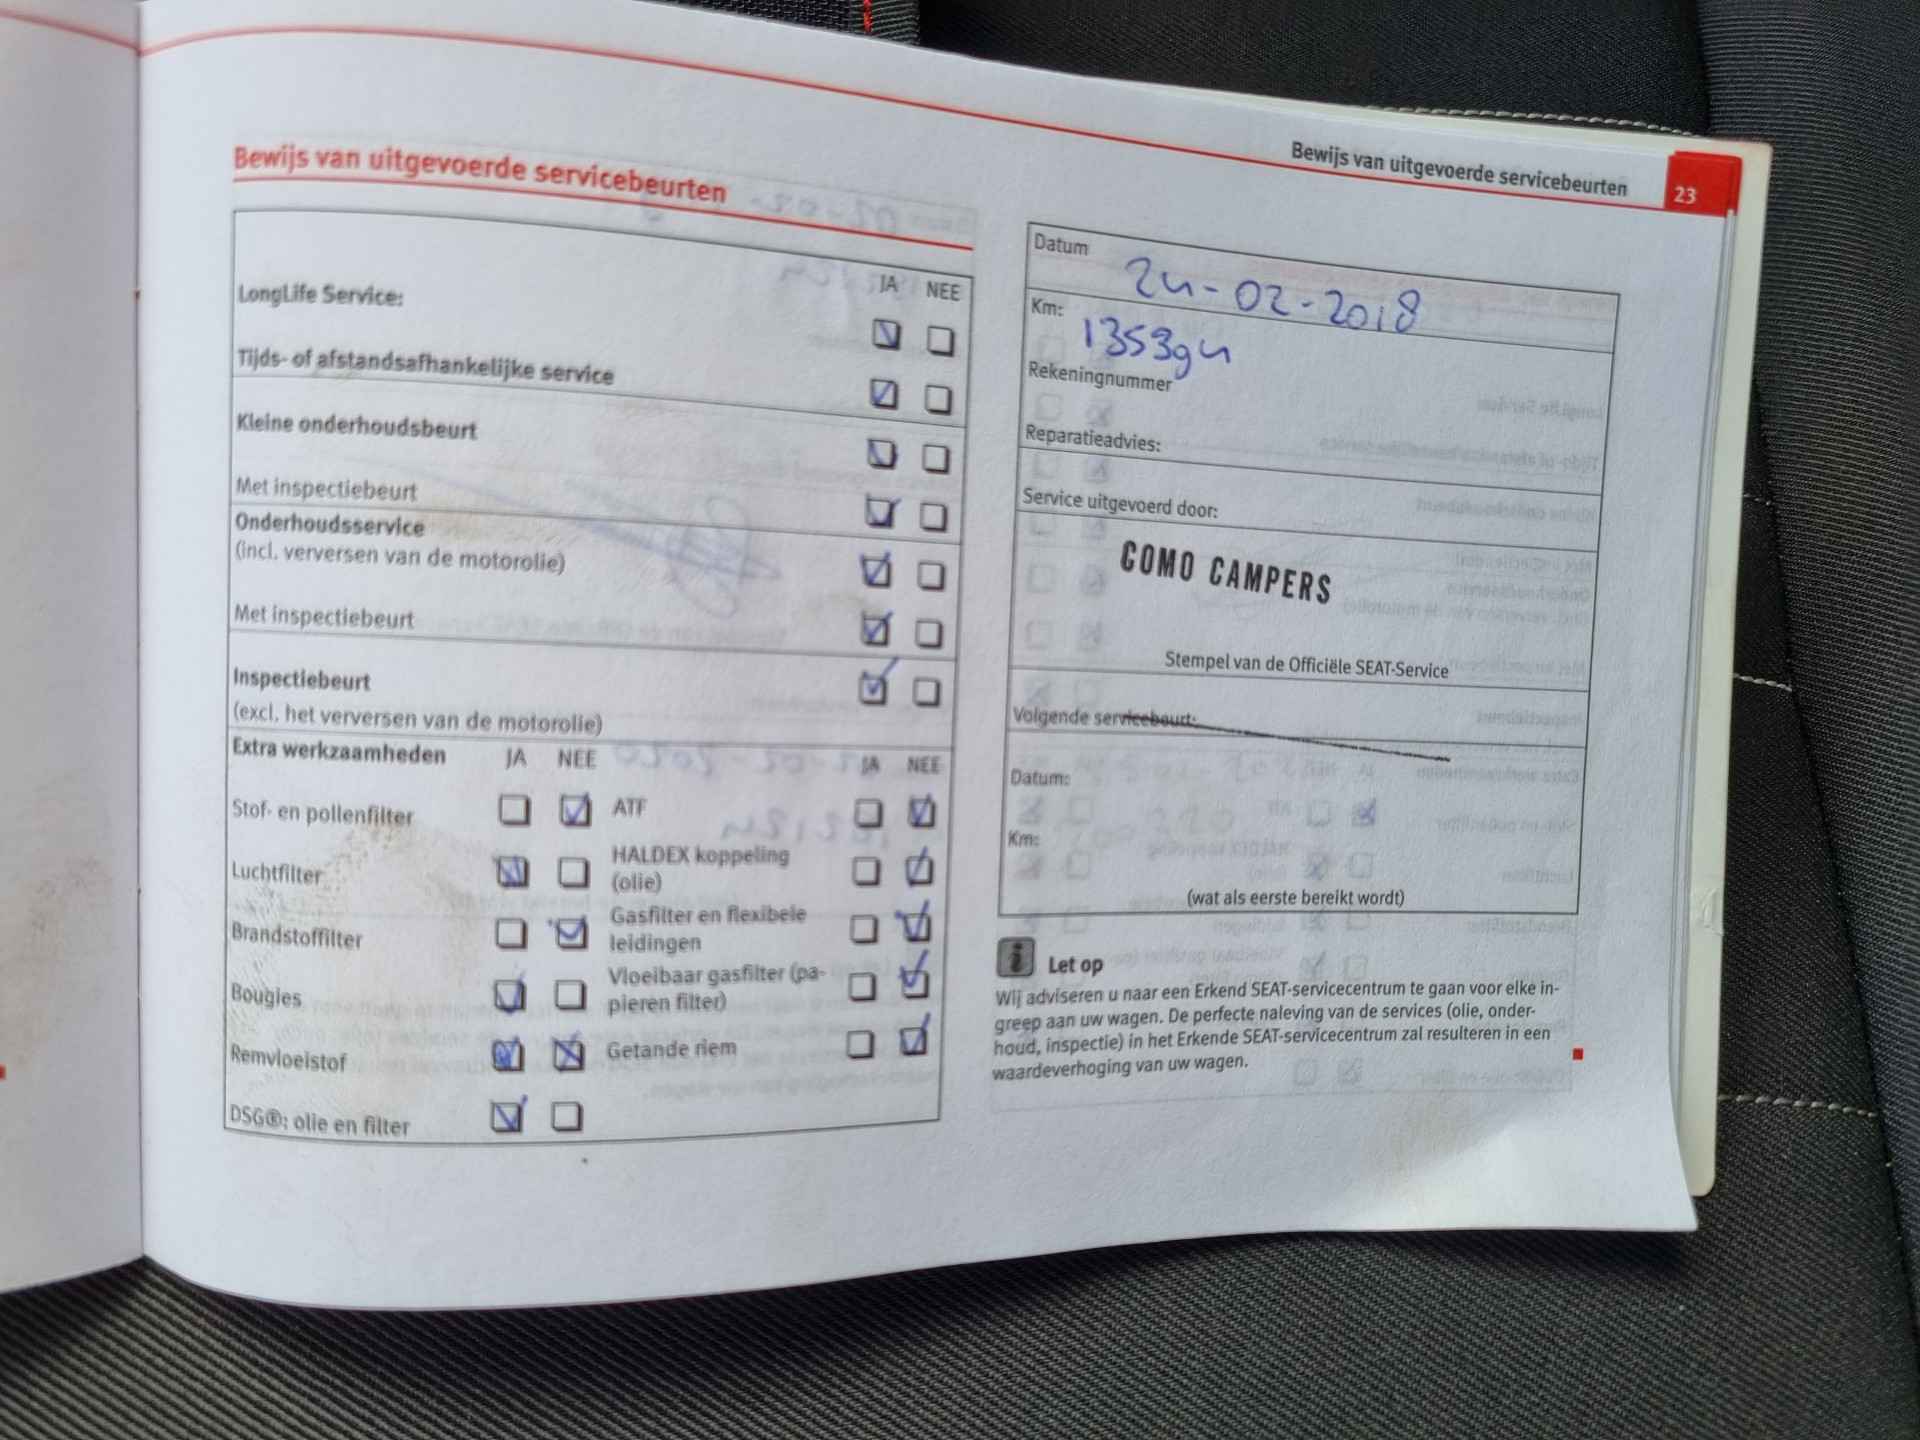 Bewijs van uitgevoerde servicebeurten
23
Bewijs van uitgevoerde servicebeurten
JA NEE
LongLife Service:
Tijds- of afstandsafhankelijke service
Kleine onderhoudsbeurt
Met inspectiebeurt
Onderhoudsservice
(incl. verversen van de motorolie)
Met inspectiebeurt
Inspectiebeurt
(excl. het verversen van de motorolie)
Extra werkzaamheden JA NEE JA NEE
Stof- en pollenfilter
ATF
Luchtfilter
HALDEX koppeling
(olie)
Brandstoffilter
Gasfilter en flexibele
leidingen
Bougies
Vloeibaar gasfilter (pa-
pieren filter)
Remvloeistof
Getande riem
DSG®: olie en filter
Datum
24-02-2018
Km:
135394
Rekeningnummer
Reparatieadvies:
Service uitgevoerd door:
COMO CAMPERS
Stempel van de Officiële SEAT-Service
Volgende servicebeurt:
Datum:
Km:
(wat als eerste bereikt wordt)
i Let op
Wij adviseren u naar een Erkend SEAT-servicecentrum te gaan voor elke in-
greep aan uw wagen. De perfecte naleving van de services (olie, onder-
houd, inspectie) in het Erkende SEAT-servicecentrum zal resulteren in een
waardeverhoging van uw wagen.